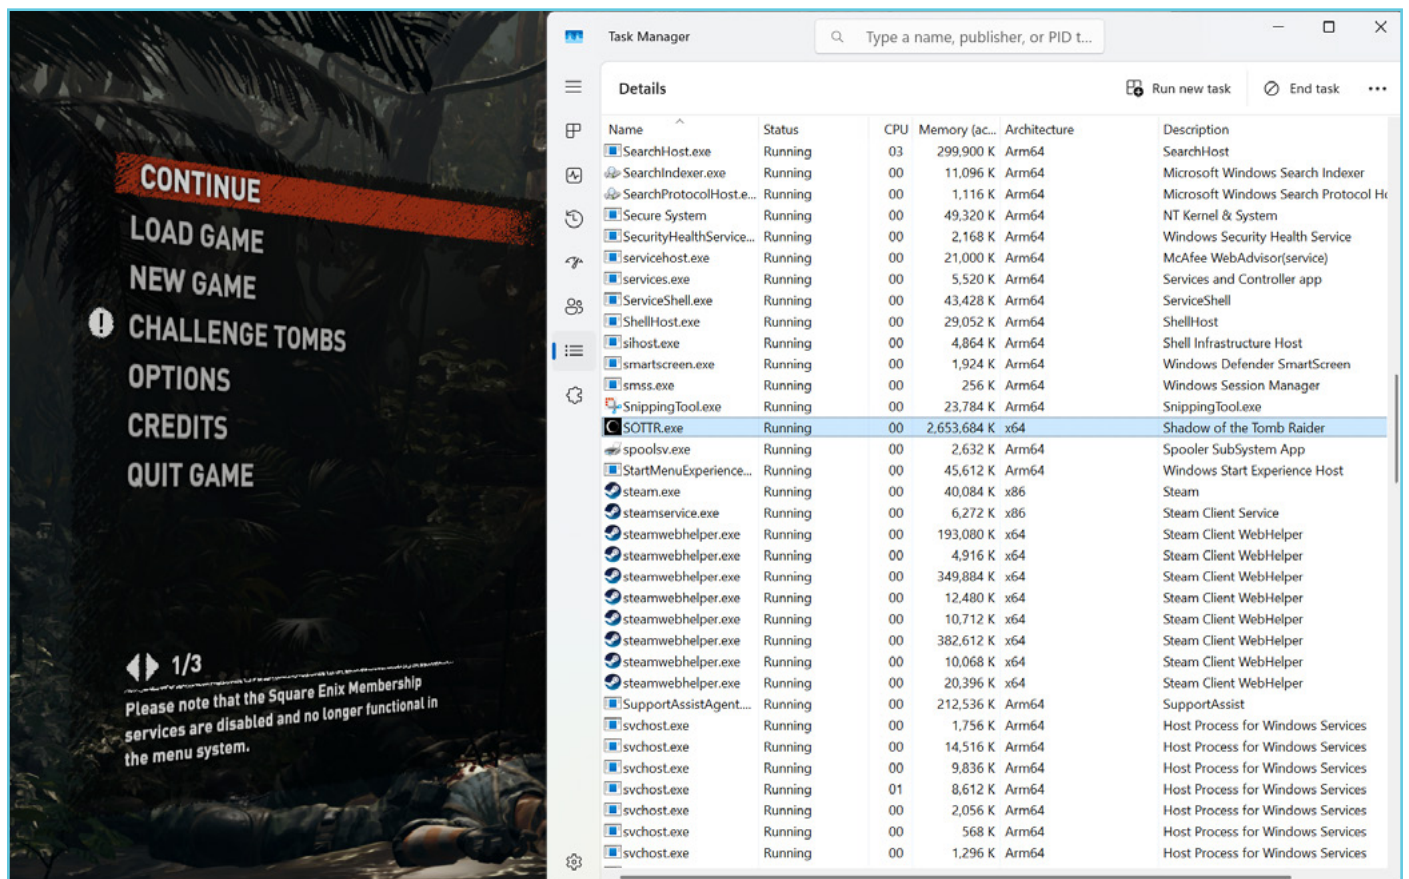 CONTINUE
LOAD GAME
NEW GAME
CHALLENGE TOMBS
OPTIONS
CREDITS
QUIT GAME
1/3
Please note that the Square Enix Membership
services are disabled and no longer functional in
the menu system.
Task Manager
Type a name, publisher, or PID t...
Details
Run new task
End task
Name Status CPU Memory (ac... Architecture Description
SearchHost.exe Running 03 299,900 K Arm64 SearchHost
SearchIndexer.exe Running 00 11,096 K Arm64 Microsoft Windows Search Indexer
SearchProtocolHost.e... Running 00 1,116 K Arm64 Microsoft Windows Search Protocol Ho
Secure System Running 00 49,320 K Arm64 NT Kernel & System
SecurityHealthService... Running 00 2,168 K Arm64 Windows Security Health Service
servicehost.exe Running 00 21,000 K Arm64 McAfee WebAdvisor(service)
services.exe Running 00 5,520 K Arm64 Services and Controller app
ServiceShell.exe Running 00 43,428 K Arm64 ServiceShell
ShellHost.exe Running 00 29,052 K Arm64 ShellHost
sihost.exe Running 00 4,864 K Arm64 Shell Infrastructure Host
smartscreen.exe Running 00 1,924 K Arm64 Windows Defender SmartScreen
smss.exe Running 00 256 K Arm64 Windows Session Manager
SnippingTool.exe Running 00 23,784 K Arm64 SnippingTool.exe
SOTTR.exe Running 00 2,653,684 K x64 Shadow of the Tomb Raider
spoolsv.exe Running 00 2,632 K Arm64 Spooler SubSystem App
StartMenuExperience... Running 00 45,612 K Arm64 Windows Start Experience Host
steam.exe Running 00 40,084 K x86 Steam
steamservice.exe Running 00 6,272 K x86 Steam Client Service
steamwebhelper.exe Running 00 193,080 K x64 Steam Client WebHelper
steamwebhelper.exe Running 00 4,916 K x64 Steam Client WebHelper
steamwebhelper.exe Running 00 349,884 K x64 Steam Client WebHelper
steamwebhelper.exe Running 00 12,480 K x64 Steam Client WebHelper
steamwebhelper.exe Running 00 10,712 K x64 Steam Client WebHelper
steamwebhelper.exe Running 00 382,612 K x64 Steam Client WebHelper
steamwebhelper.exe Running 00 10,068 K x64 Steam Client WebHelper
steamwebhelper.exe Running 00 20,396 K x64 Steam Client WebHelper
SupportAssistAgent.... Running 00 212,536 K Arm64 SupportAssist
svchost.exe Running 00 1,756 K Arm64 Host Process for Windows Services
svchost.exe Running 00 14,516 K Arm64 Host Process for Windows Services
svchost.exe Running 00 9,836 K Arm64 Host Process for Windows Services
svchost.exe Running 01 8,612 K Arm64 Host Process for Windows Services
svchost.exe Running 00 2,056 K Arm64 Host Process for Windows Services
svchost.exe Running 00 568 K Arm64 Host Process for Windows Services
svchost.exe Running 00 1,296 K Arm64 Host Process for Windows Services